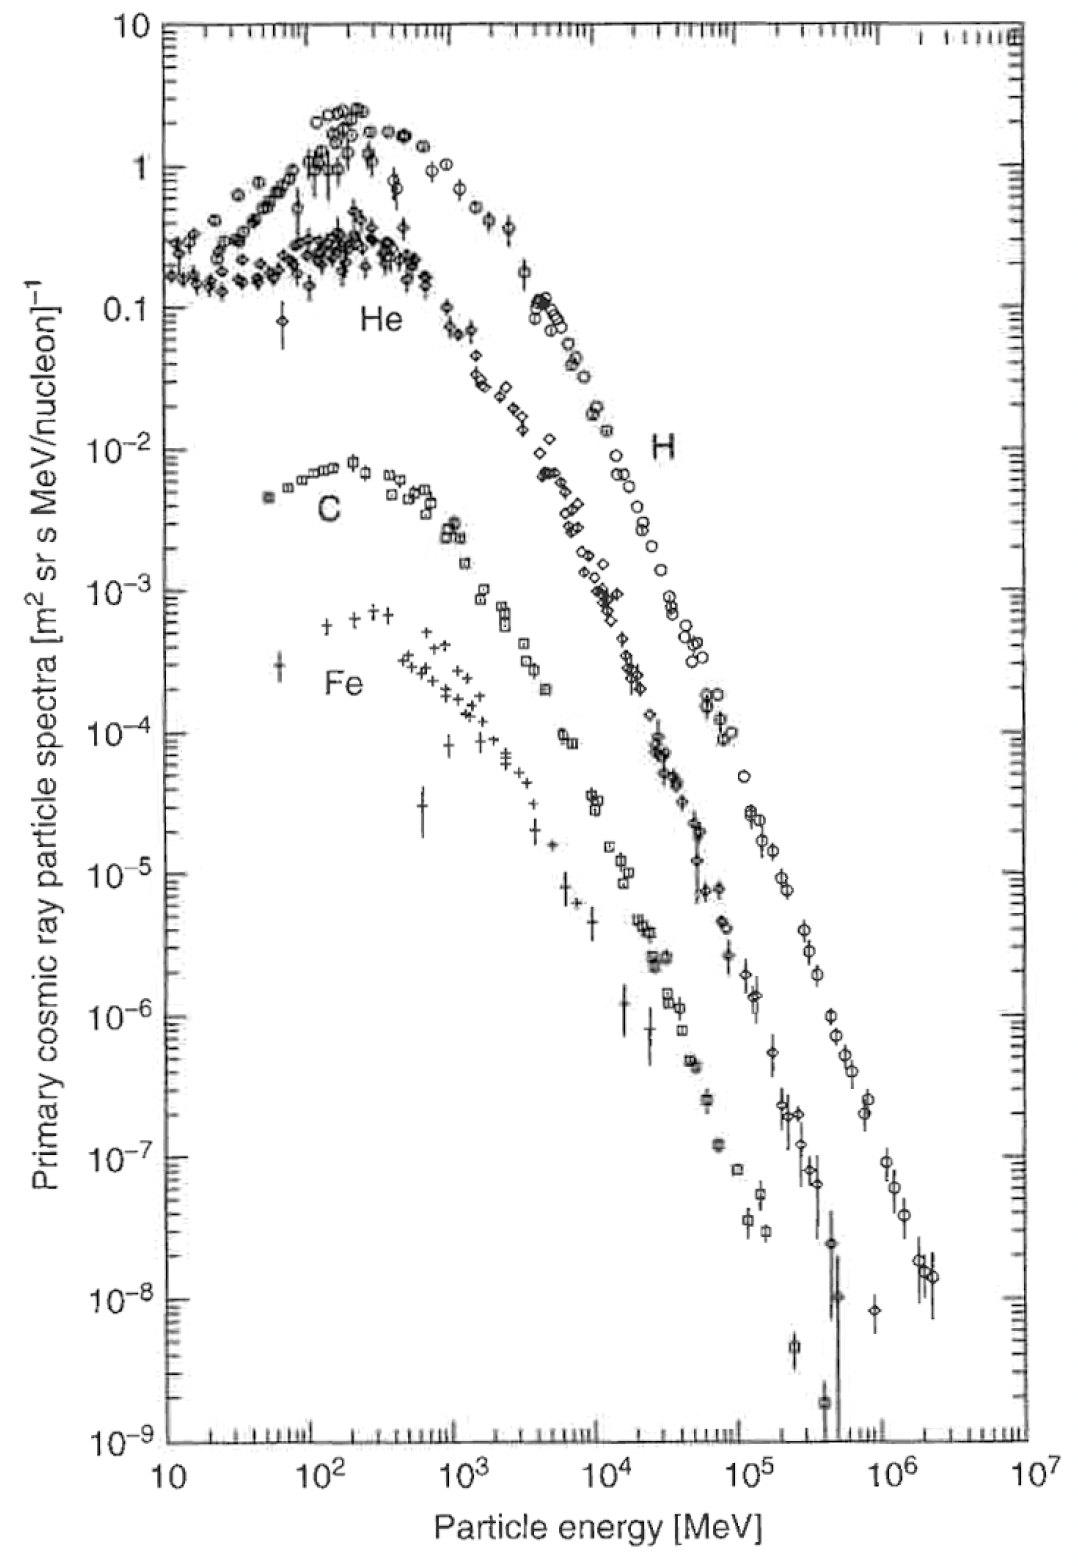 10
1
0.1
10⁻²
10⁻³
10⁻⁴
10⁻⁵
10⁻⁶
10⁻⁷
10⁻⁸
10⁻⁹
Primary cosmic ray particle spectra [m² sr s MeV/nucleon]⁻¹
He
H
C
Fe
10 10² 10³ 10⁴ 10⁵ 10⁶ 10⁷
Particle energy [MeV]